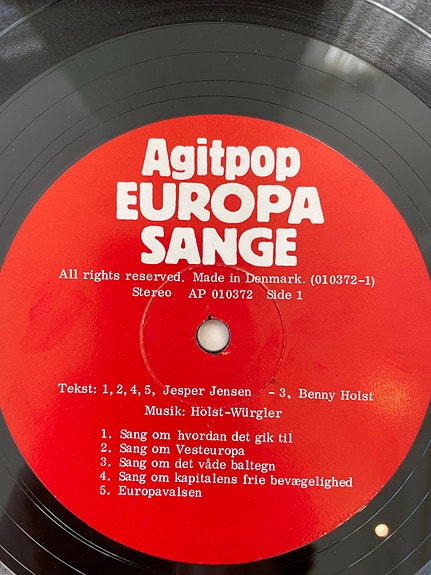 Agitpop
EUROPA
SANGE
All rights reserved. Made in Denmark. (010372-1)
Stereo AP 010372 Side 1
Tekst: 1, 2, 4, 5, Jesper Jensen - 3, Benny Holst
Musik: Holst-Würgler
1. Sang om hvordan det gik til
2. Sang om Vesteuropa
3. Sang om det våde baltegn
4. Sang om kapitalens frie bevægelighed
5. Europavalsen